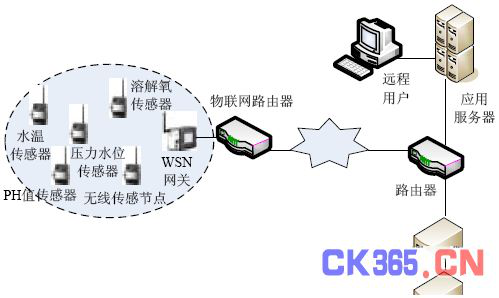 溶解氧
传感器
水温
传感器
压力水位
传感器
WSN
网关
PH值传感器
无线传感节点
物联网路由器
远程
用户
应用
服务器
路由器
CK365.CN